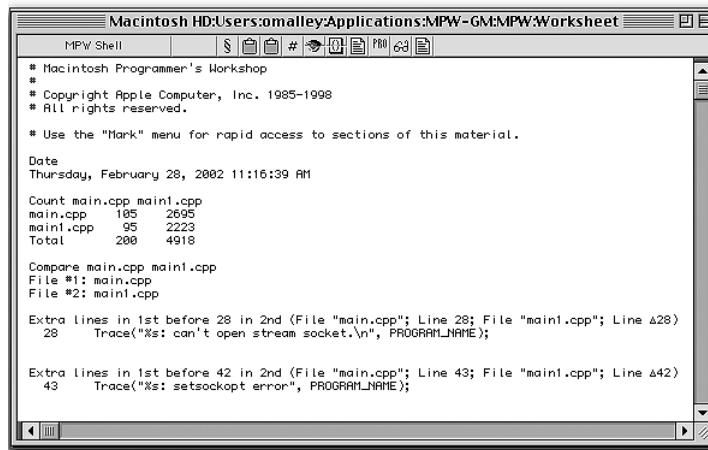 Macintosh HD:Users:omalley:Applications:MPW-GM:MPW:Worksheet
MPW Shell § # PRO
# Macintosh Programmer's Workshop
#
# Copyright Apple Computer, Inc. 1985-1998
# All rights reserved.
# Use the "Mark" menu for rapid access to sections of this material.
Date
Thursday, February 28, 2002 11:16:39 AM
Count main.cpp main1.cpp
main.cpp 105 2695
main1.cpp 95 2223
Total 200 4918
Compare main.cpp main1.cpp
File #1: main.cpp
File #2: main1.cpp
Extra lines in 1st before 28 in 2nd (File "main.cpp"; Line 28; File "main1.cpp"; Line ∆28)
28 Trace("%s: can't open stream socket.\n", PROGRAM_NAME);
Extra lines in 1st before 42 in 2nd (File "main.cpp"; Line 43; File "main1.cpp"; Line ∆42)
43 Trace("%s: setsockopt error", PROGRAM_NAME);